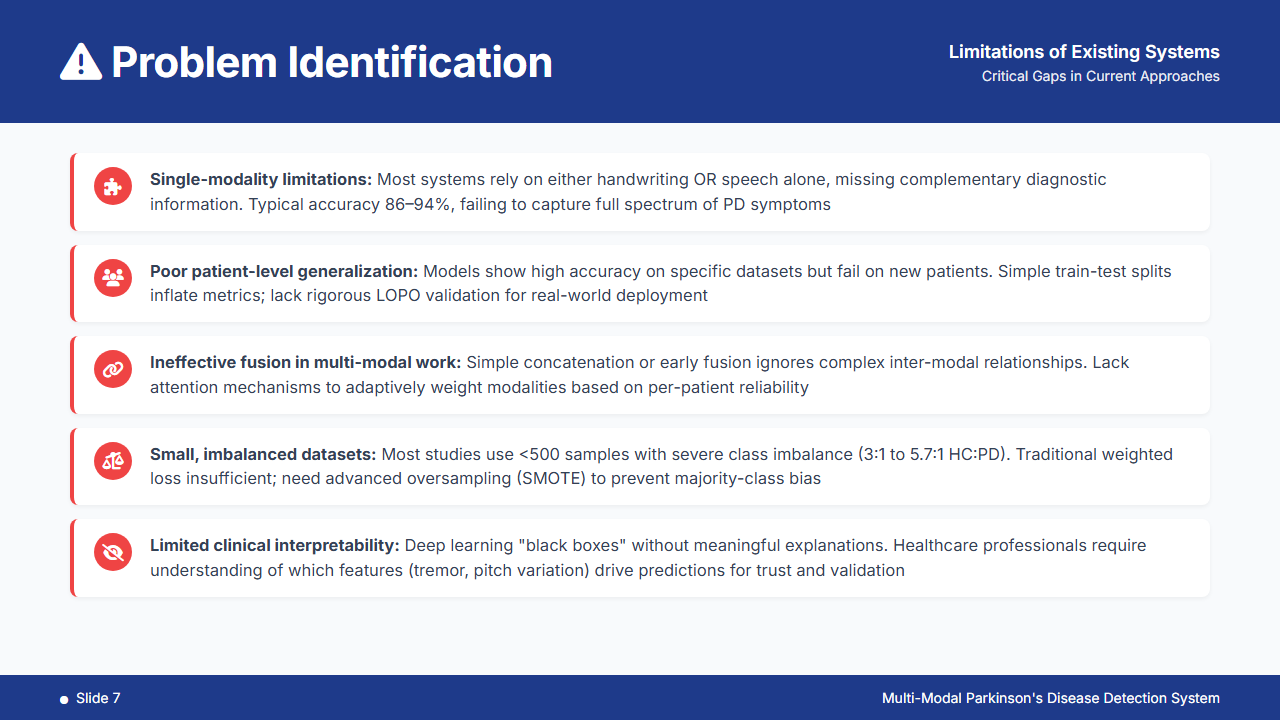 Problem Identification
Limitations of Existing Systems
Critical Gaps in Current Approaches
Single-modality limitations: Most systems rely on either handwriting OR speech alone, missing complementary diagnostic
information. Typical accuracy 86–94%, failing to capture full spectrum of PD symptoms
Poor patient-level generalization: Models show high accuracy on specific datasets but fail on new patients. Simple train-test splits
inflate metrics; lack rigorous LOPO validation for real-world deployment
Ineffective fusion in multi-modal work: Simple concatenation or early fusion ignores complex inter-modal relationships. Lack
attention mechanisms to adaptively weight modalities based on per-patient reliability
Small, imbalanced datasets: Most studies use <500 samples with severe class imbalance (3:1 to 5.7:1 HC:PD). Traditional weighted
loss insufficient; need advanced oversampling (SMOTE) to prevent majority-class bias
Limited clinical interpretability: Deep learning "black boxes" without meaningful explanations. Healthcare professionals require
understanding of which features (tremor, pitch variation) drive predictions for trust and validation
Slide 7
Multi-Modal Parkinson's Disease Detection System